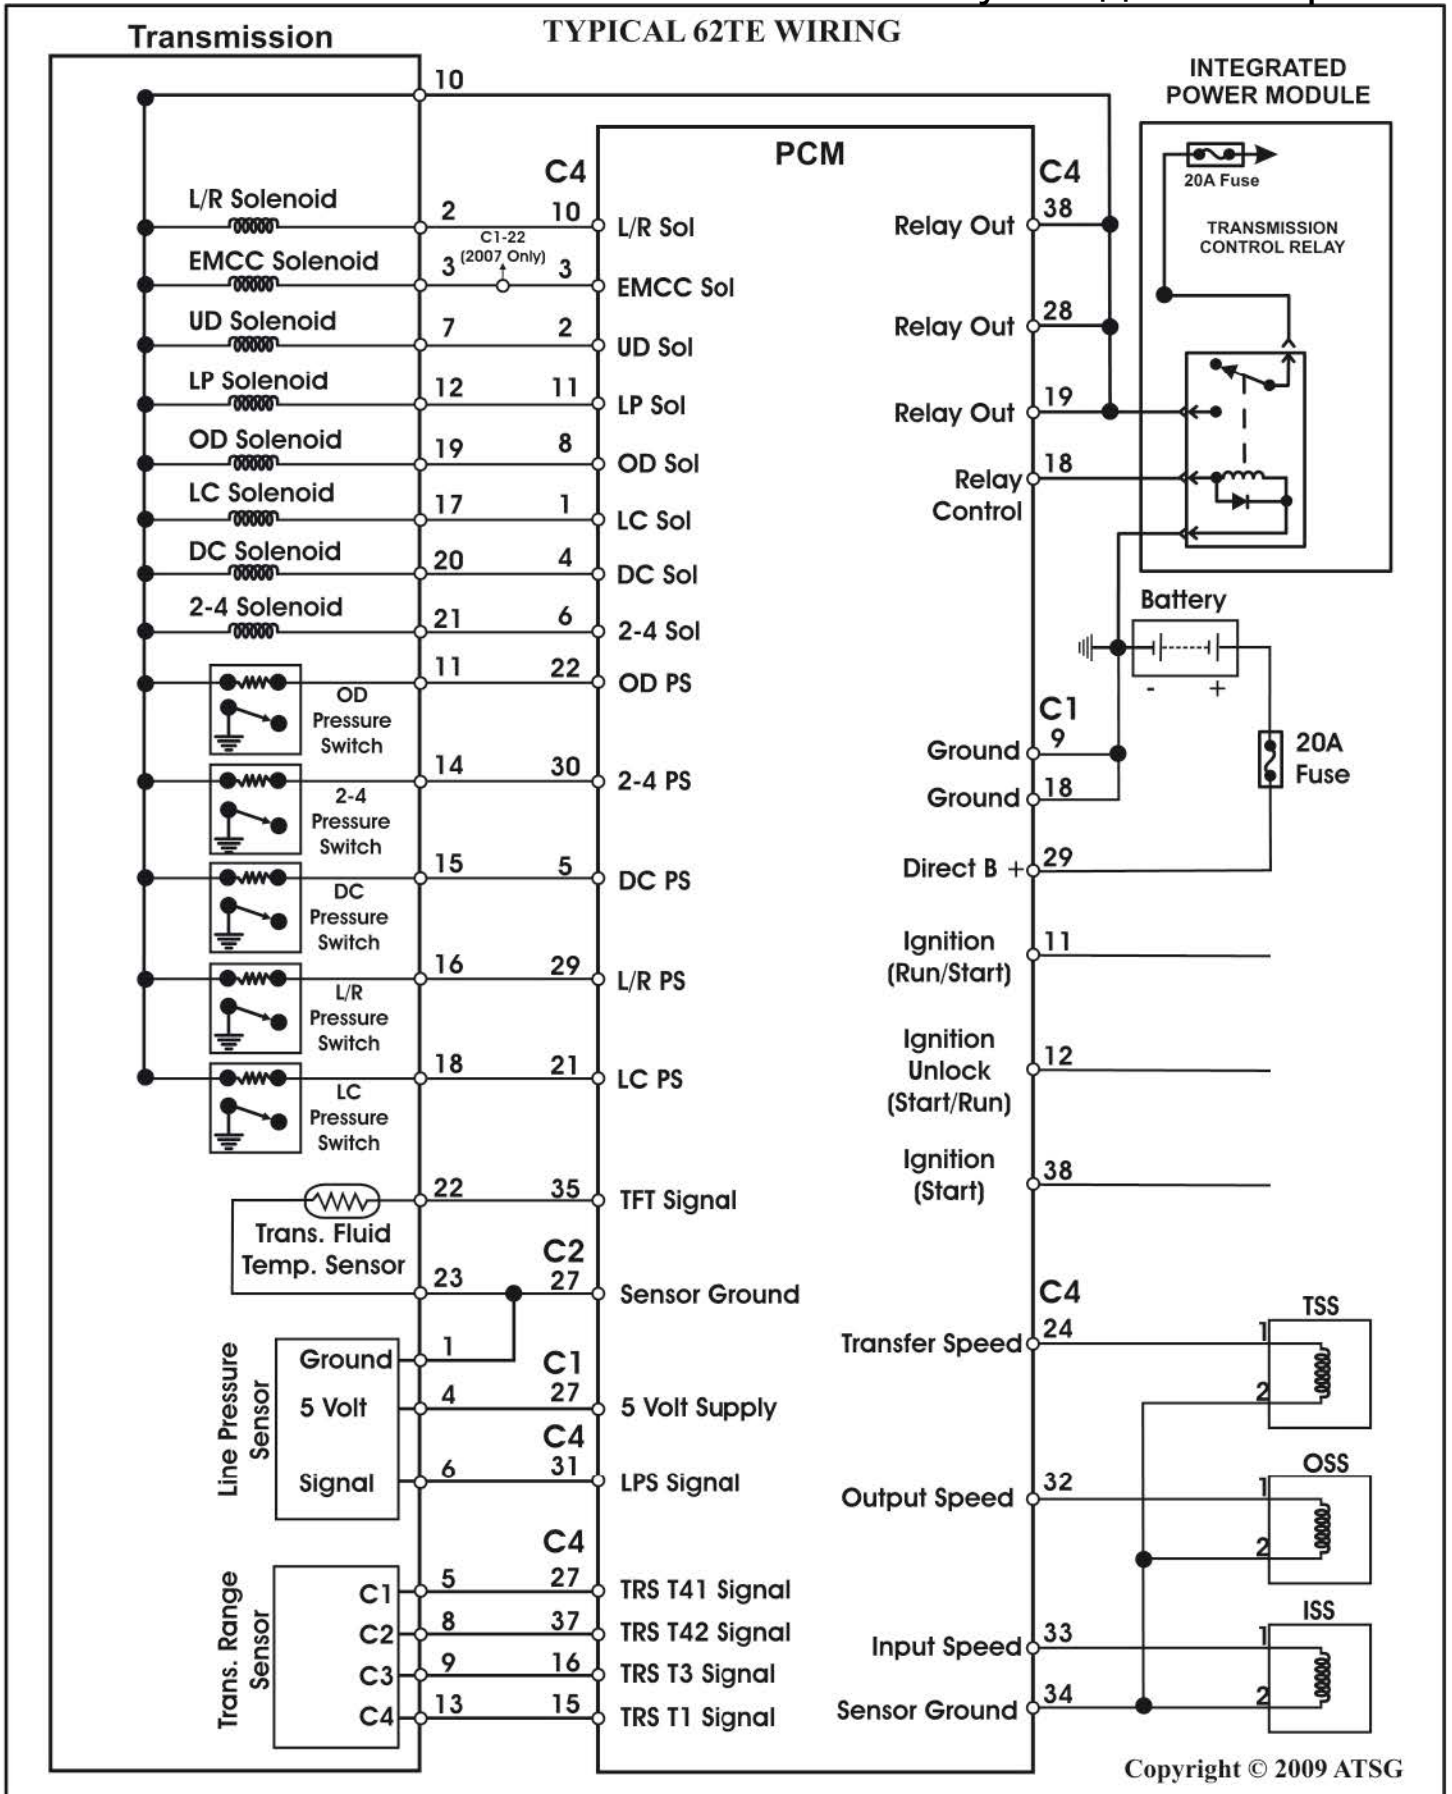 TYPICAL 62TE WIRING
Transmission
INTEGRATED
POWER MODULE
10
PCM
20A Fuse
TRANSMISSION
CONTROL RELAY
C4
L/R Solenoid
2
10
L/R Sol
C1-22
(2007 Only)
EMCC Solenoid
3
3
EMCC Sol
UD Solenoid
7
2
UD Sol
LP Solenoid
12
11
LP Sol
OD Solenoid
19
8
OD Sol
LC Solenoid
17
1
LC Sol
DC Solenoid
20
4
DC Sol
2-4 Solenoid
21
6
2-4 Sol
11
22
OD PS
OD
Pressure
Switch
14
30
2-4 PS
2-4
Pressure
Switch
15
5
DC PS
DC
Pressure
Switch
16
29
L/R PS
L/R
Pressure
Switch
18
21
LC PS
LC
Pressure
Switch
22
35
TFT Signal
Trans. Fluid
Temp. Sensor
C2
23
27
Sensor Ground
Line Pressure
Sensor
Ground
1
C1
5 Volt
4
27
5 Volt Supply
C4
Signal
6
31
LPS Signal
C4
Trans. Range
Sensor
C1
5
27
TRS T41 Signal
C2
8
37
TRS T42 Signal
C3
9
16
TRS T3 Signal
C4
13
15
TRS T1 Signal
C4
Relay Out
38
Relay Out
28
Relay Out
19
Relay
Control
18
Battery
-
+
20A
Fuse
C1
Ground
9
Ground
18
Direct B +
29
Ignition
(Run/Start)
11
Ignition
Unlock
(Start/Run)
12
Ignition
(Start)
38
C4
TSS
Transfer Speed
24
1
2
OSS
Output Speed
32
1
2
ISS
Input Speed
33
1
Sensor Ground
34
2
Copyright © 2009 ATSG